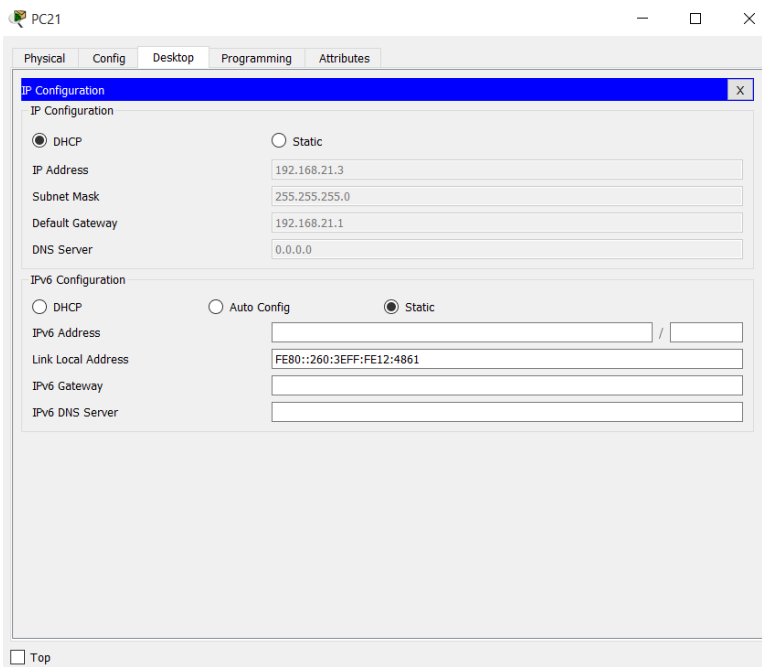 PC21
Physical Config Desktop Programming Attributes
IP Configuration X
IP Configuration
DHCP Static
IP Address 192.168.21.3
Subnet Mask 255.255.255.0
Default Gateway 192.168.21.1
DNS Server 0.0.0.0
IPv6 Configuration
DHCP Auto Config Static
IPv6 Address /
Link Local Address FE80::260:3EFF:FE12:4861
IPv6 Gateway
IPv6 DNS Server
Top